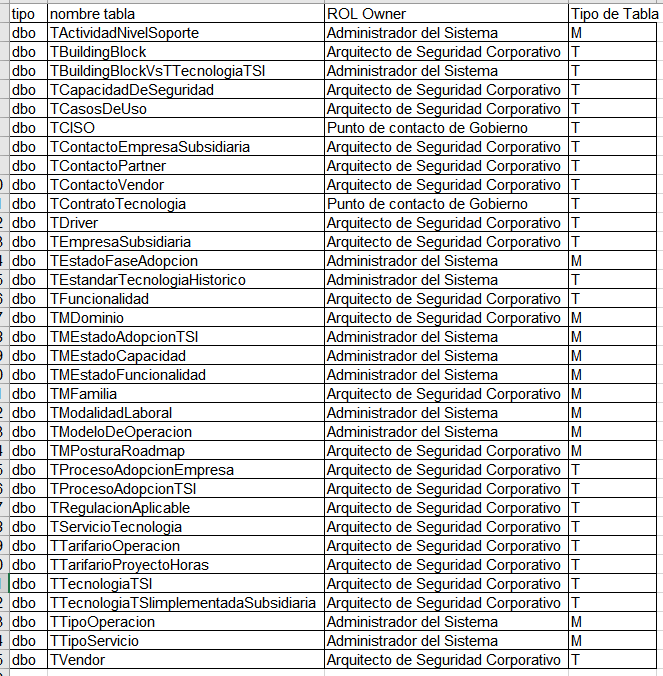 tipo nombre tabla ROL Owner Tipo de Tabla
dbo TActividadNivelSoporte Administrador del Sistema M
dbo TBuildingBlock Arquitecto de Seguridad Corporativo T
dbo TBuildingBlockVsTTecnologiaTSI Administrador del Sistema T
dbo TCapacidadDeSeguridad Arquitecto de Seguridad Corporativo T
dbo TCasosDeUso Arquitecto de Seguridad Corporativo T
dbo TCISO Punto de contacto de Gobierno T
dbo TContactoEmpresaSubsidiaria Arquitecto de Seguridad Corporativo T
dbo TContactoPartner Arquitecto de Seguridad Corporativo T
dbo TContactoVendor Arquitecto de Seguridad Corporativo T
dbo TContratoTecnologia Punto de contacto de Gobierno T
dbo TDriver Arquitecto de Seguridad Corporativo T
dbo TEmpresaSubsidiaria Arquitecto de Seguridad Corporativo T
dbo TEstadoFaseAdopcion Administrador del Sistema M
dbo TEstandarTecnologiaHistorico Administrador del Sistema T
dbo TFuncionalidad Arquitecto de Seguridad Corporativo T
dbo TMDominio Arquitecto de Seguridad Corporativo M
dbo TMEstadoAdopcionTSI Administrador del Sistema M
dbo TMEstadoCapacidad Administrador del Sistema M
dbo TMEstadoFuncionalidad Administrador del Sistema M
dbo TMFamilia Arquitecto de Seguridad Corporativo M
dbo TModalidadLaboral Administrador del Sistema M
dbo TModeloDeOperacion Administrador del Sistema M
dbo TMPosturaRoadmap Arquitecto de Seguridad Corporativo M
dbo TProcesoAdopcionEmpresa Arquitecto de Seguridad Corporativo T
dbo TProcesoAdopcionTSI Arquitecto de Seguridad Corporativo T
dbo TRegulacionAplicable Arquitecto de Seguridad Corporativo T
dbo TServicioTecnologia Arquitecto de Seguridad Corporativo T
dbo TTarifarioOperacion Arquitecto de Seguridad Corporativo T
dbo TTarifarioProyectoHoras Arquitecto de Seguridad Corporativo T
dbo TTecnologiaTSI Arquitecto de Seguridad Corporativo T
dbo TTecnologiaTSIimplementadaSubsidiaria Arquitecto de Seguridad Corporativo T
dbo TTipoOperacion Administrador del Sistema M
dbo TTipoServicio Administrador del Sistema M
dbo TVendor Arquitecto de Seguridad Corporativo T